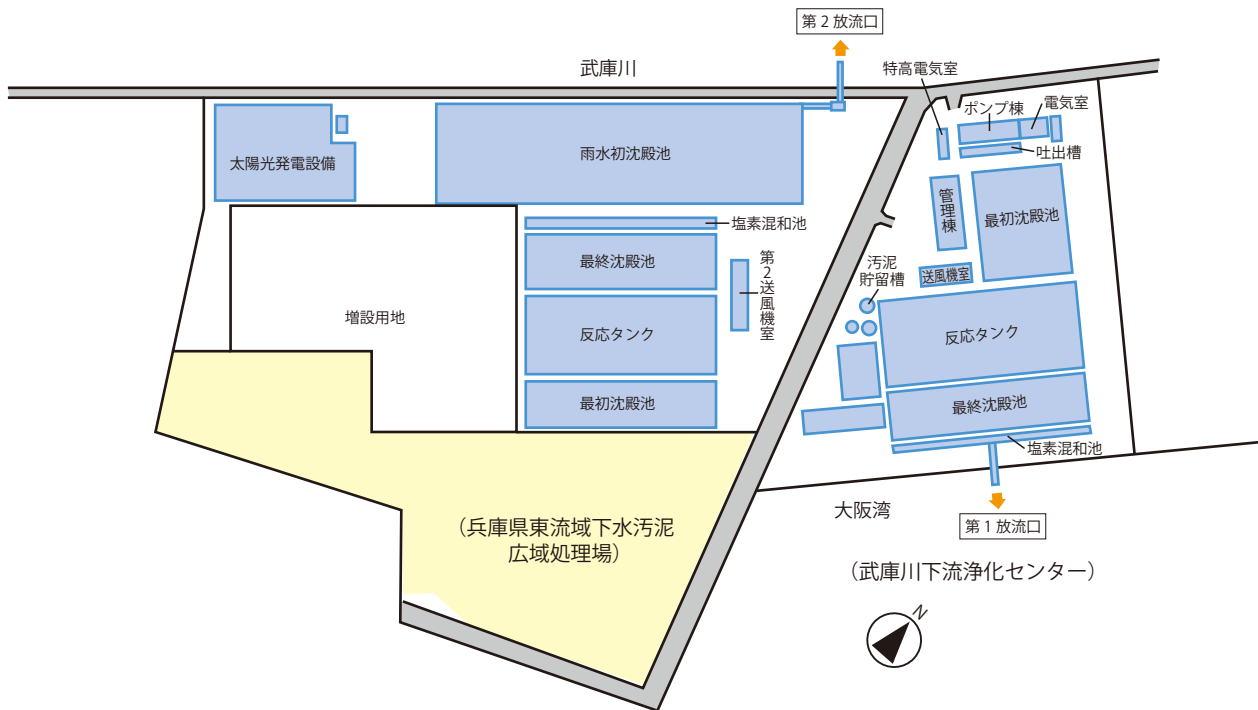 第2放流口
武庫川
特高電気室
ポンプ棟
電気室
太陽光発電設備
雨水初沈殿池
吐出槽
管理棟
最初沈殿池
塩素混和池
最終沈殿池
第2送風機室
汚泥
貯留槽
送風機室
増設用地
反応タンク
反応タンク
最初沈殿池
最終沈殿池
塩素混和池
大阪湾
第1放流口
（兵庫県東流域下水汚泥
広域処理場）
（武庫川下流浄化センター）
N